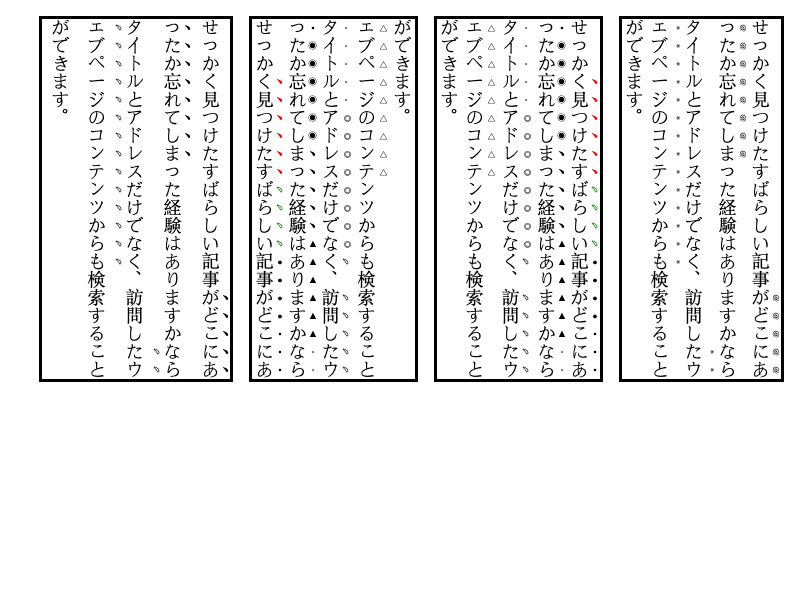 せっかく見つけたすばらしい記事がどこにあ
ったか忘れてしまった経験はありますかなら
タイトルとアドレスだけでなく、訪問したウ
ェブページのコンテンツからも検索すること
ができます。
せっかく見つけたすばらしい記事がどこにあ
ったか忘れてしまった経験はありますかなら
タイトルとアドレスだけでなく、訪問したウ
ェブページのコンテンツからも検索すること
ができます。
せっかく見つけたすばらしい記事がどこにあ
ったか忘れてしまった経験はありますかなら
タイトルとアドレスだけでなく、訪問したウ
ェブページのコンテンツからも検索すること
ができます。
せっかく見つけたすばらしい記事がどこにあ
ったか忘れてしまった経験はありますかなら
タイトルとアドレスだけでなく、訪問したウ
ェブページのコンテンツからも検索すること
ができます。